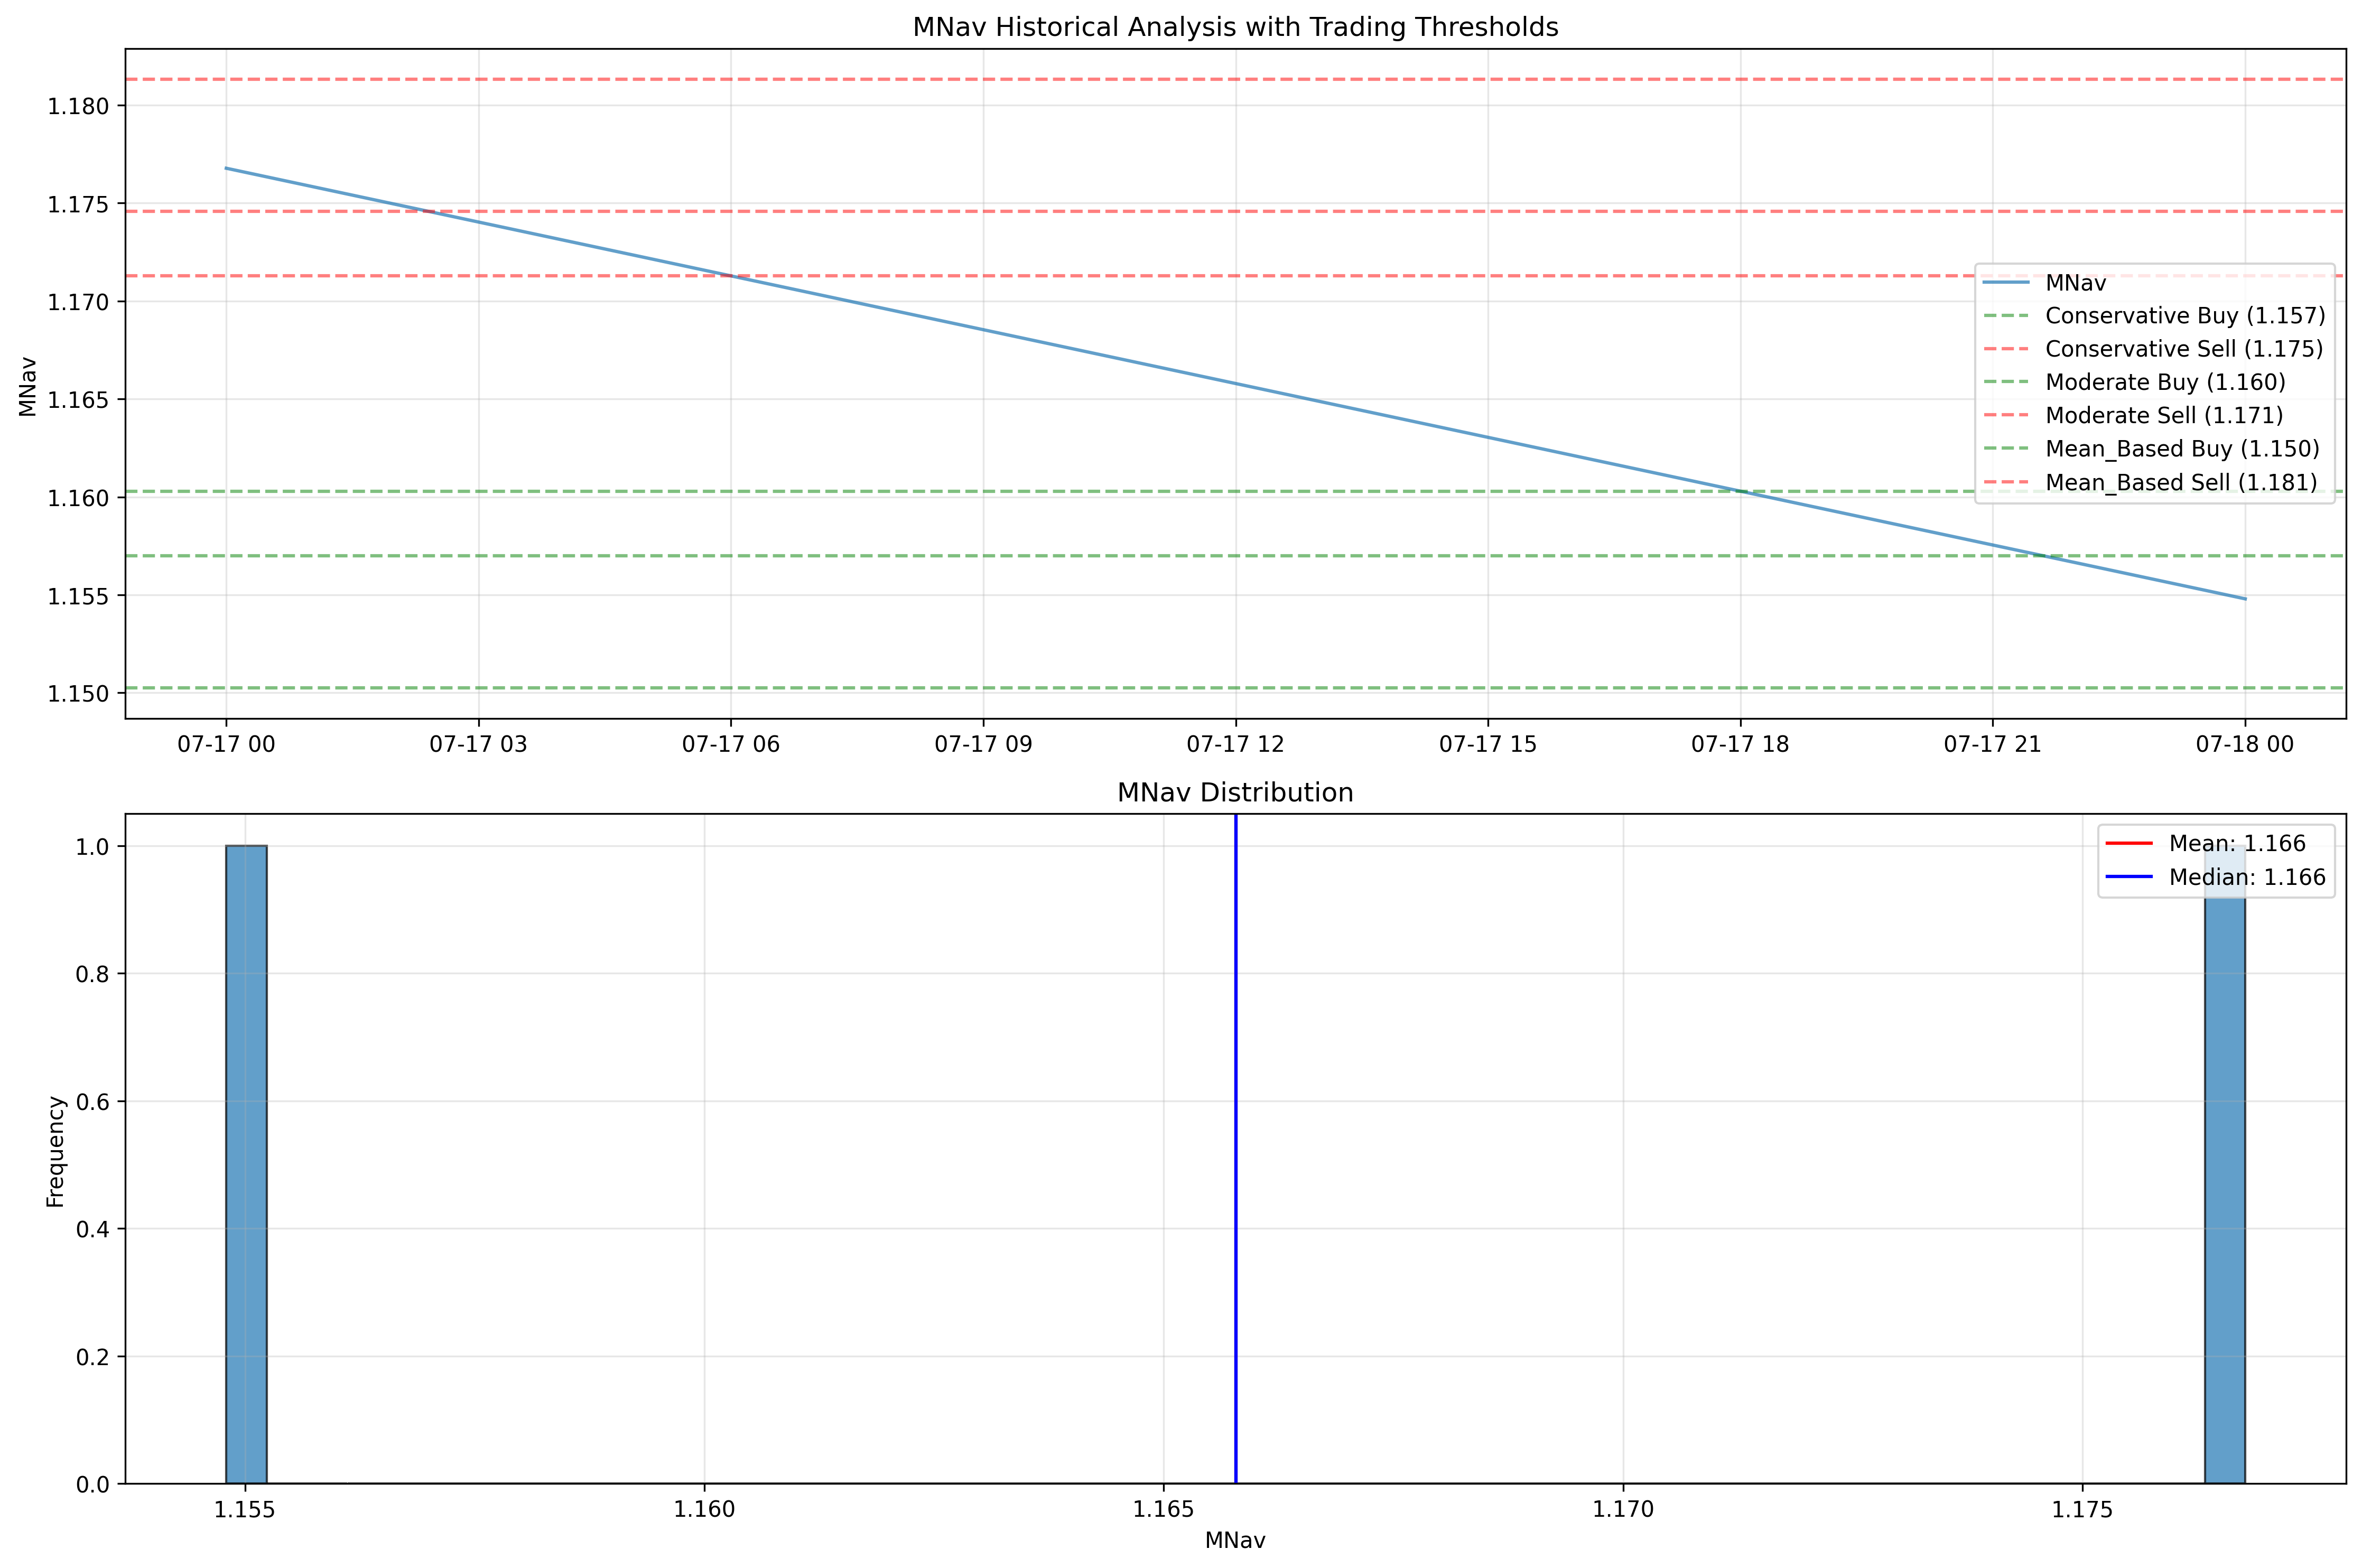 MNav Historical Analysis with Trading Thresholds
1.180
1.175
1.170
1.165
1.160
1.155
1.150
MNav
MNav
Conservative Buy (1.157)
Conservative Sell (1.175)
Moderate Buy (1.160)
Moderate Sell (1.171)
Mean_Based Buy (1.150)
Mean_Based Sell (1.181)
07-17 00 07-17 03 07-17 06 07-17 09 07-17 12 07-17 15 07-17 18 07-17 21 07-18 00
MNav Distribution
1.0
0.8
0.6
0.4
0.2
0.0
Frequency
Mean: 1.166
Median: 1.166
1.155 1.160 1.165 1.170 1.175
MNav